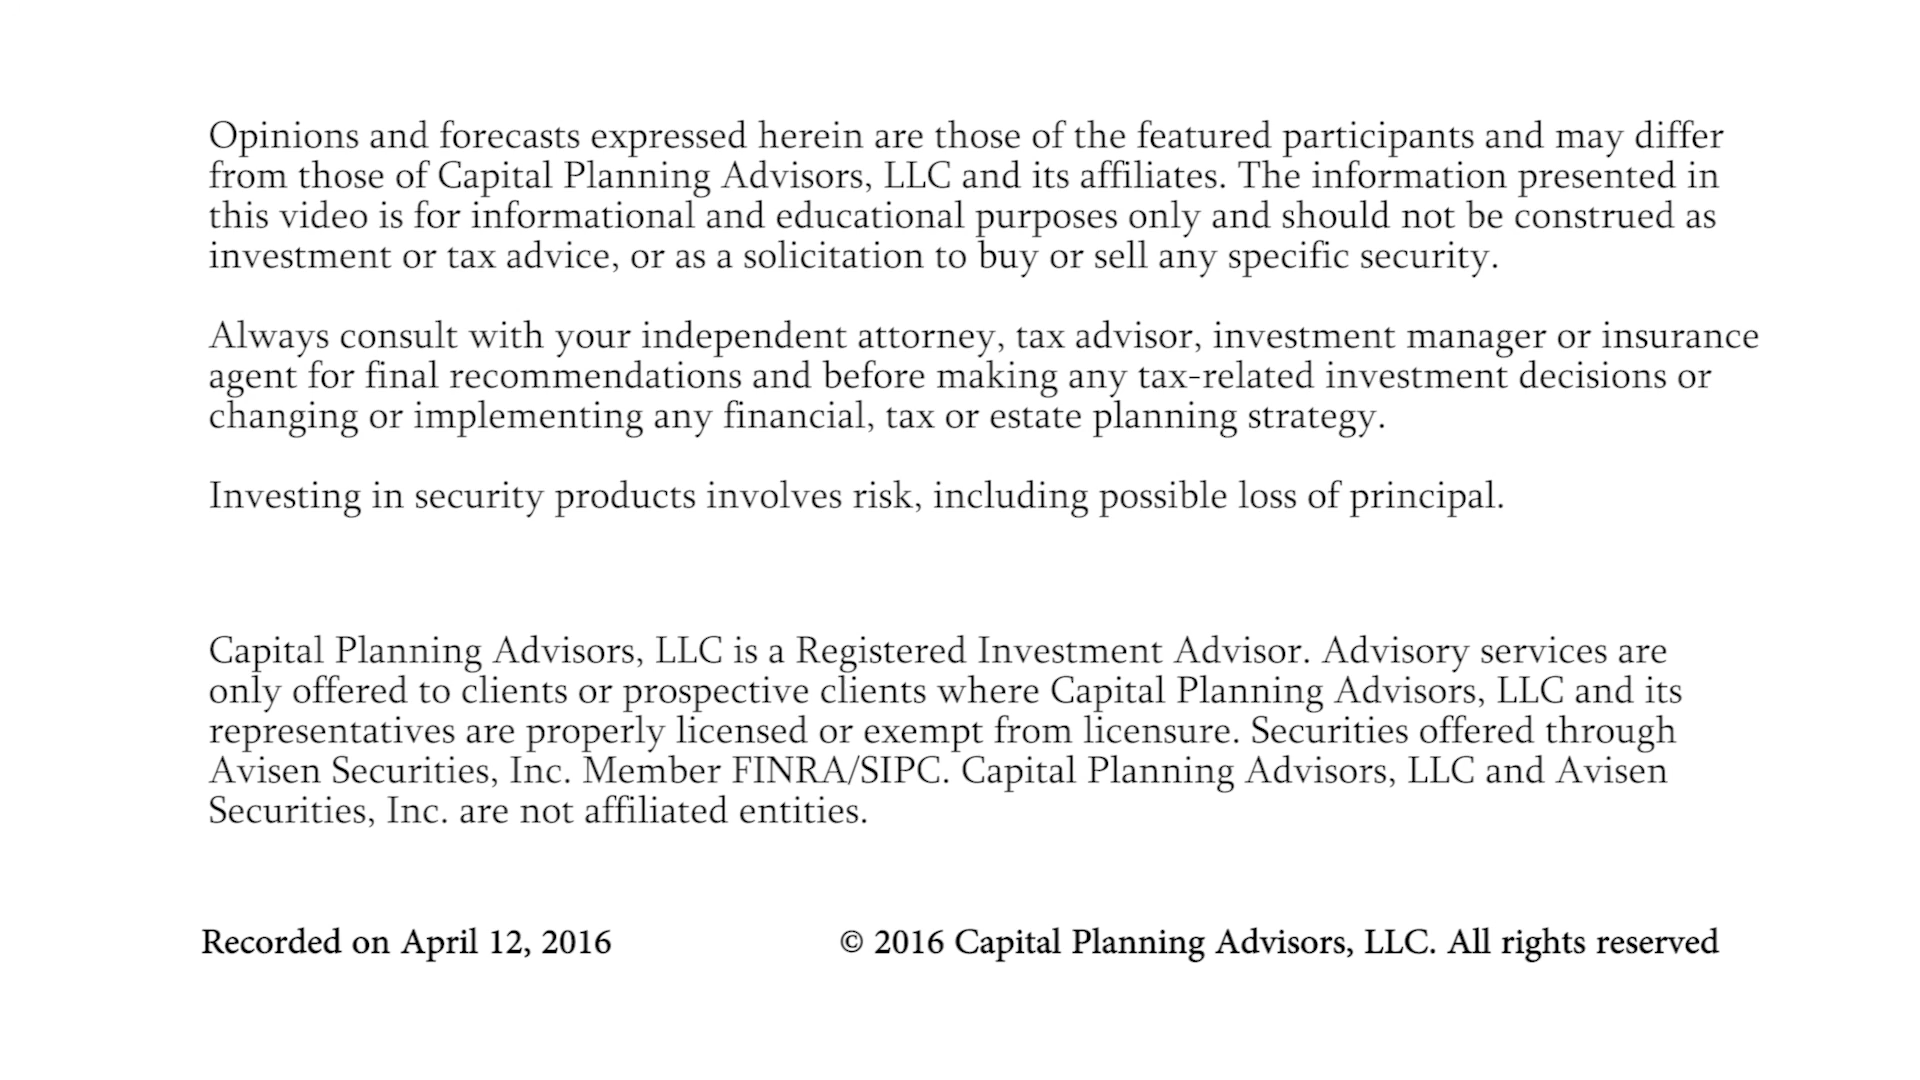 Opinions and forecasts expressed herein are those of the featured participants and may differ
from those of Capital Planning Advisors, LLC and its affiliates. The information presented in
this video is for informational and educational purposes only and should not be construed as
investment or tax advice, or as a solicitation to buy or sell any specific security.
Always consult with your independent attorney, tax advisor, investment manager or insurance
agent for final recommendations and before making any tax-related investment decisions or
changing or implementing any financial, tax or estate planning strategy.
Investing in security products involves risk, including possible loss of principal.
Capital Planning Advisors, LLC is a Registered Investment Advisor. Advisory services are
only offered to clients or prospective clients where Capital Planning Advisors, LLC and its
representatives are properly licensed or exempt from licensure. Securities offered through
Avisen Securities, Inc. Member FINRA/SIPC. Capital Planning Advisors, LLC and Avisen
Securities, Inc. are not affiliated entities.
Recorded on April 12, 2016
© 2016 Capital Planning Advisors, LLC. All rights reserved